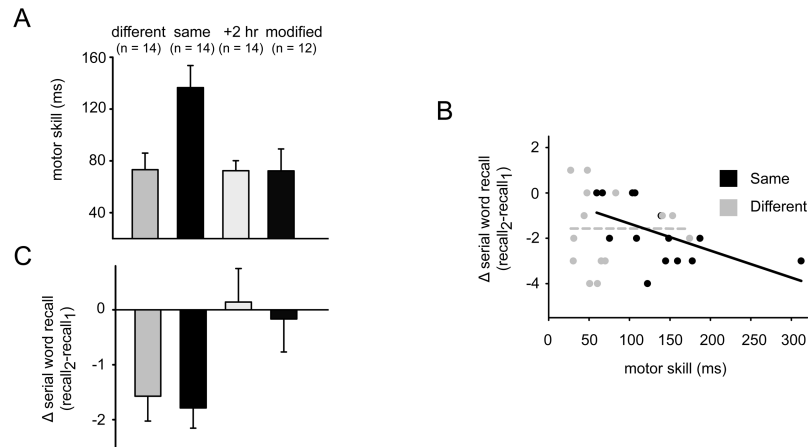 A
different same +2 hr modified
(n = 14) (n = 14) (n = 14) (n = 12)
160
120
80
40
motor skill (ms)
B
2
0
-2
-4
Δ serial word recall
(recall2-recall1)
Same
Different
0 50 100 150 200 250 300
motor skill (ms)
C
0
-1
-2
Δ serial word recall
(recall2-recall1)